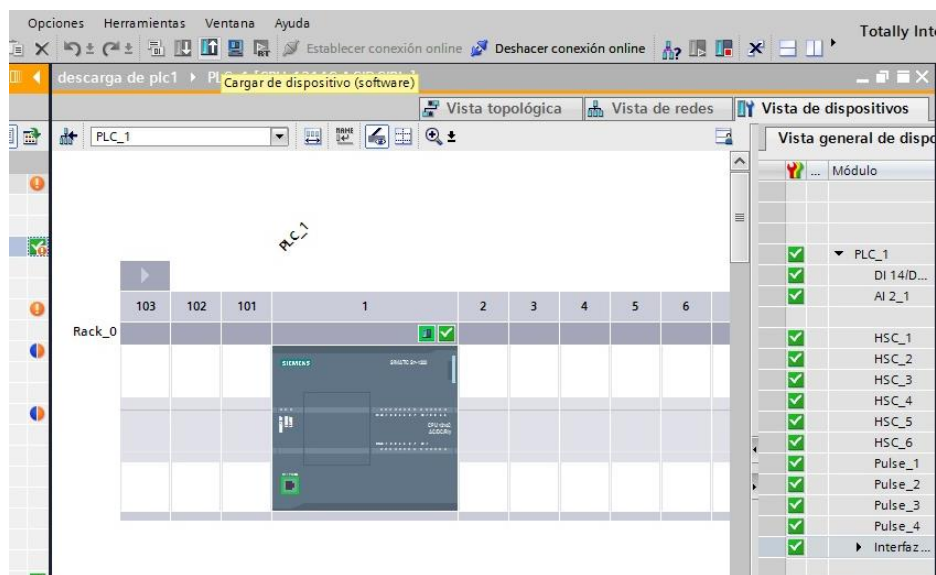 Opciones Herramientas Ventana Ayuda
Establecer conexión online Deshacer conexión online
Totally Int
descarga de plc1
Cargar de dispositivo (software)
Vista topológica Vista de redes Vista de dispositivos
PLC_1
Vista general de dispo
... Módulo
PLC_1
PLC_1
DI 14/D...
AI 2_1
103 102 101 1 2 3 4 5 6
Rack_0
HSC_1
HSC_2
HSC_3
HSC_4
HSC_5
HSC_6
Pulse_1
Pulse_2
Pulse_3
Pulse_4
Interfaz...
SIEMENS